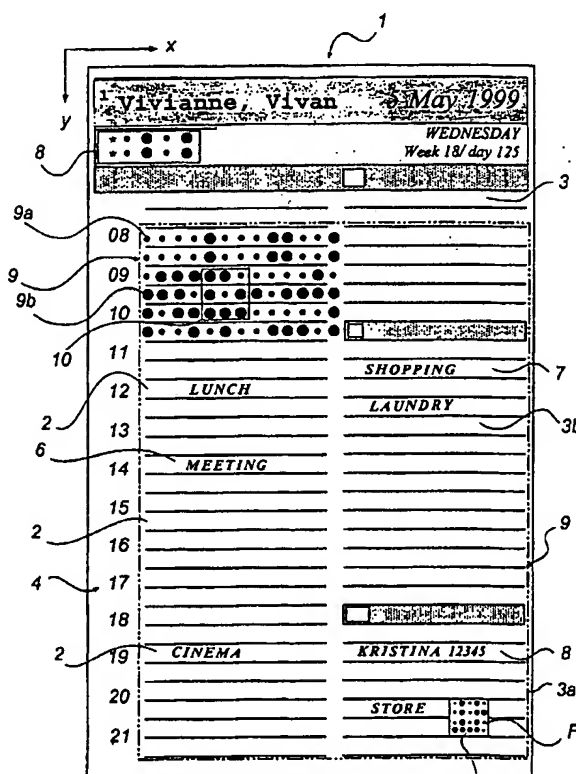 1
x
y
1 Vivianne, Vivan 5 May 1999
WEDNESDAY
8 Week 18/ day 125
3
9a 08
9 09
9b 10
10 11
2 12 LUNCH SHOPPING 7
LAUNDRY 3b
13
6 14 MEETING
2 15
16 9
4 17
18
2 19 CINEMA KRISTINA 12345 8
3a
20 STORE
21 F